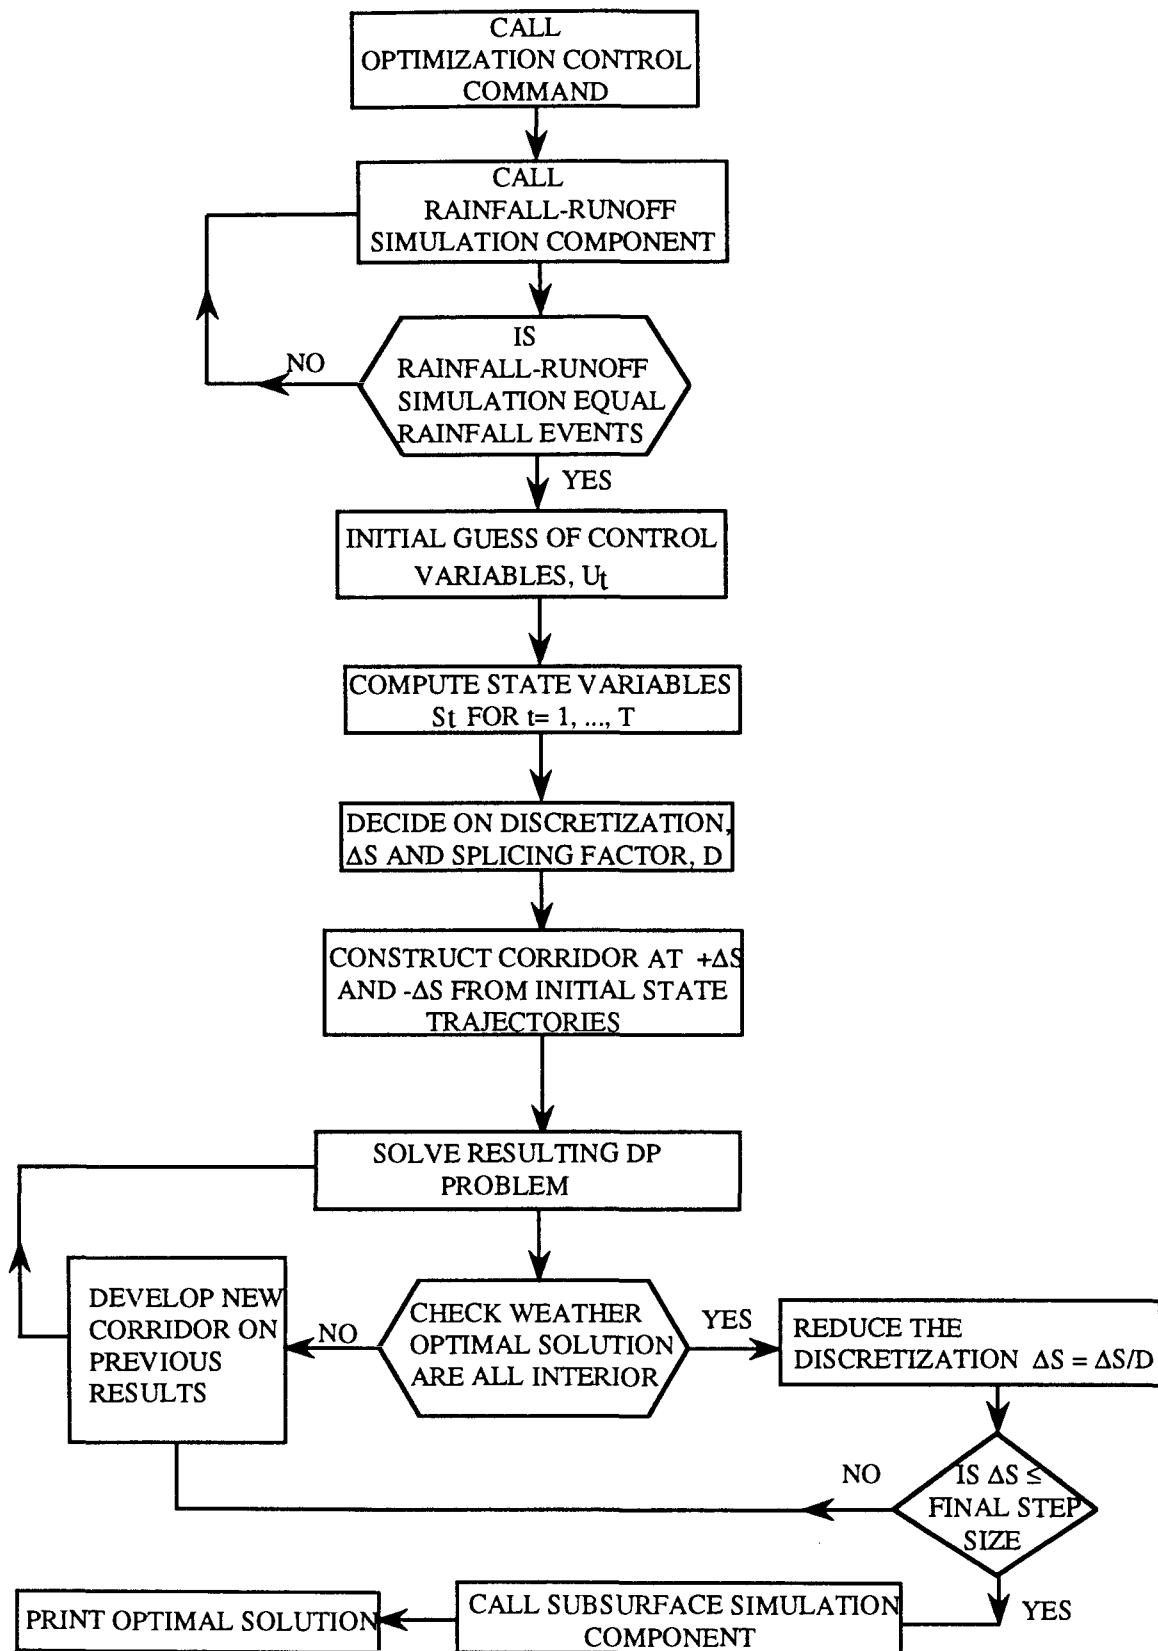 CALL
OPTIMIZATION CONTROL
COMMAND
CALL
RAINFALL-RUNOFF
SIMULATION COMPONENT
IS
RAINFALL-RUNOFF
SIMULATION EQUAL
RAINFALL EVENTS
NO
YES
INITIAL GUESS OF CONTROL
VARIABLES, Ut
COMPUTE STATE VARIABLES
St FOR t= 1, ..., T
DECIDE ON DISCRETIZATION,
ΔS AND SPLICING FACTOR, D
CONSTRUCT CORRIDOR AT +ΔS
AND -ΔS FROM INITIAL STATE
TRAJECTORIES
SOLVE RESULTING DP
PROBLEM
CHECK WEATHER
OPTIMAL SOLUTION
ARE ALL INTERIOR
NO
DEVELOP NEW
CORRIDOR ON
PREVIOUS
RESULTS
YES
REDUCE THE
DISCRETIZATION ΔS = ΔS/D
IS ΔS ≤
FINAL STEP
SIZE
NO
YES
CALL SUBSURFACE SIMULATION
COMPONENT
PRINT OPTIMAL SOLUTION